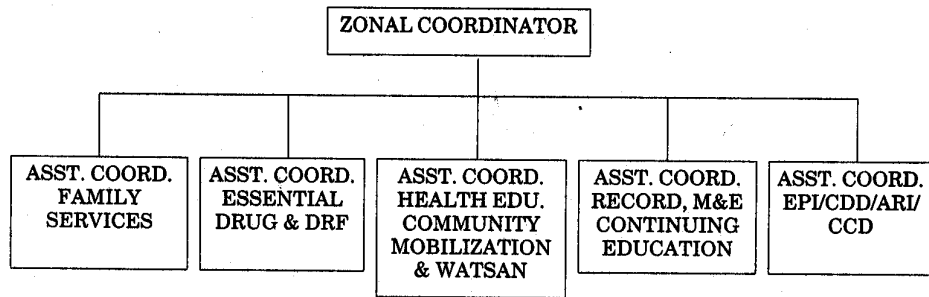 ZONAL COORDINATOR
ASST. COORD.
FAMILY
SERVICES
ASST. COORD.
ESSENTIAL
DRUG & DRF
ASST. COORD.
HEALTH EDU.
COMMUNITY
MOBILIZATION
& WATSAN
ASST. COORD.
RECORD, M&E
CONTINUING
EDUCATION
ASST. COORD.
EPI/CDD/ARI/
CCD